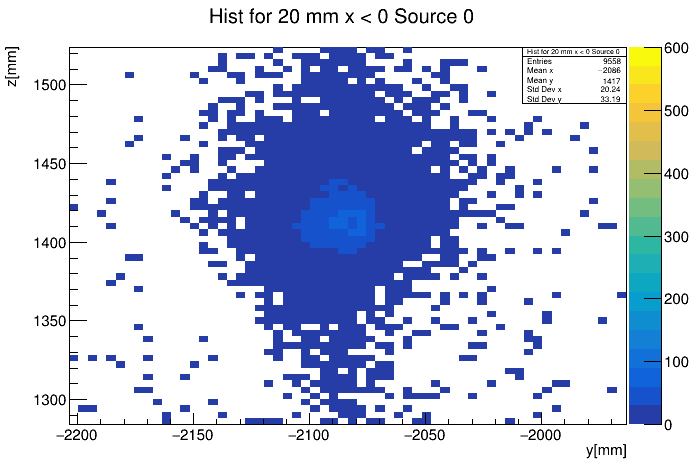 Hist for 20 mm x < 0 Source 0
z[mm]
Hist for 20 mm x < 0 Source 0
Entries 9558
Mean x −2086
Mean y 1417
Std Dev x 20.24
Std Dev y 33.19
1500
1450
1400
1350
1300
600
500
400
300
200
100
0
−2200 −2150 −2100 −2050 −2000
y[mm]